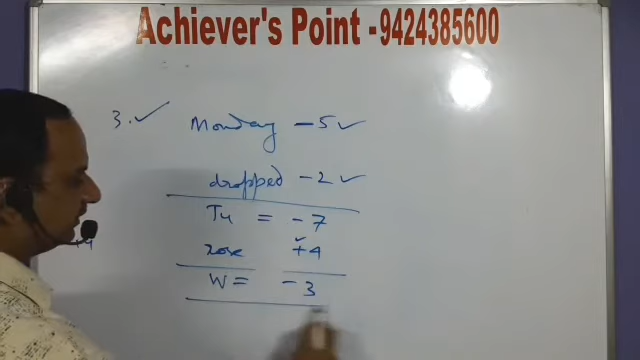 Achiever's Point -9424385600
3. ✓ Monday -5 ✓
dropped -2 ✓
Tu = -7
rose +4
W = -3